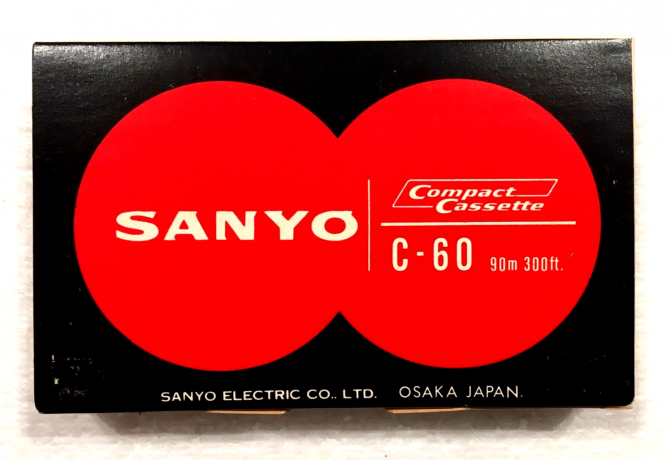 SANYO
Compact
Cassette
C-60 90m 300ft.
SANYO ELECTRIC CO., LTD. OSAKA JAPAN.